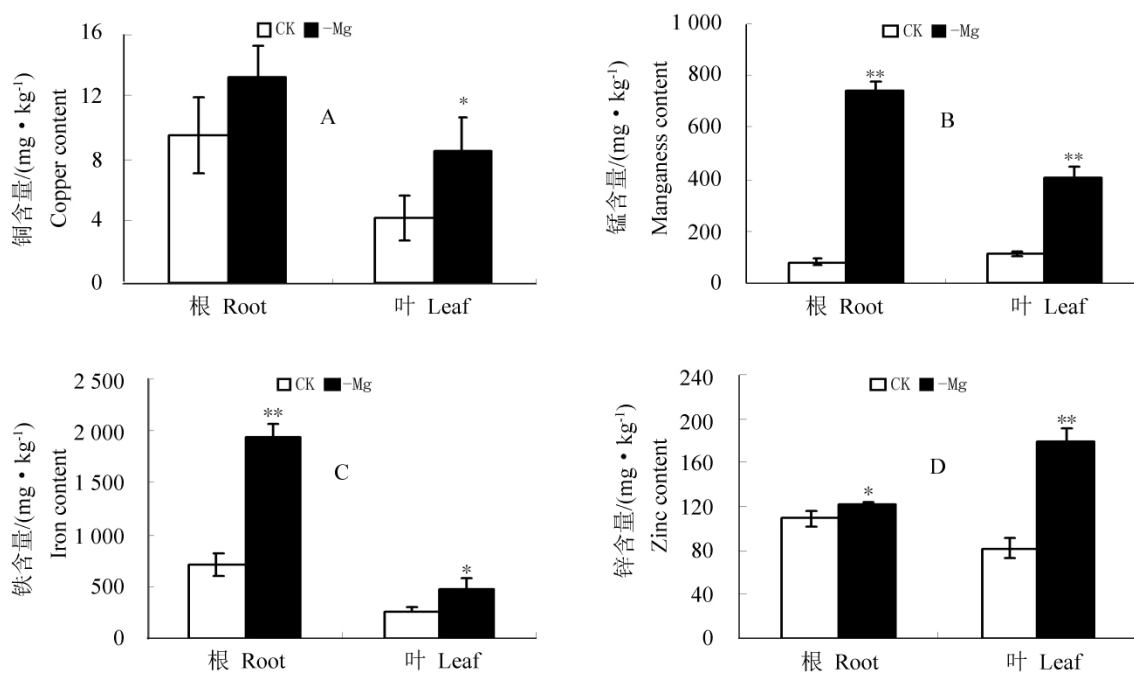 铜含量/(mg·kg⁻¹)
Copper content
16
12
8
4
0
CK -Mg
A
*
根 Root
叶 Leaf
锰含量/(mg·kg⁻¹)
Manganess content
1 000
800
600
400
200
0
CK -Mg
**
B
**
根 Root
叶 Leaf
铁含量/(mg·kg⁻¹)
Iron content
2 500
2 000
1 500
1 000
500
0
CK -Mg
**
C
*
根 Root
叶 Leaf
锌含量/(mg·kg⁻¹)
Zinc content
240
200
160
120
80
40
0
CK -Mg
**
D
*
根 Root
叶 Leaf